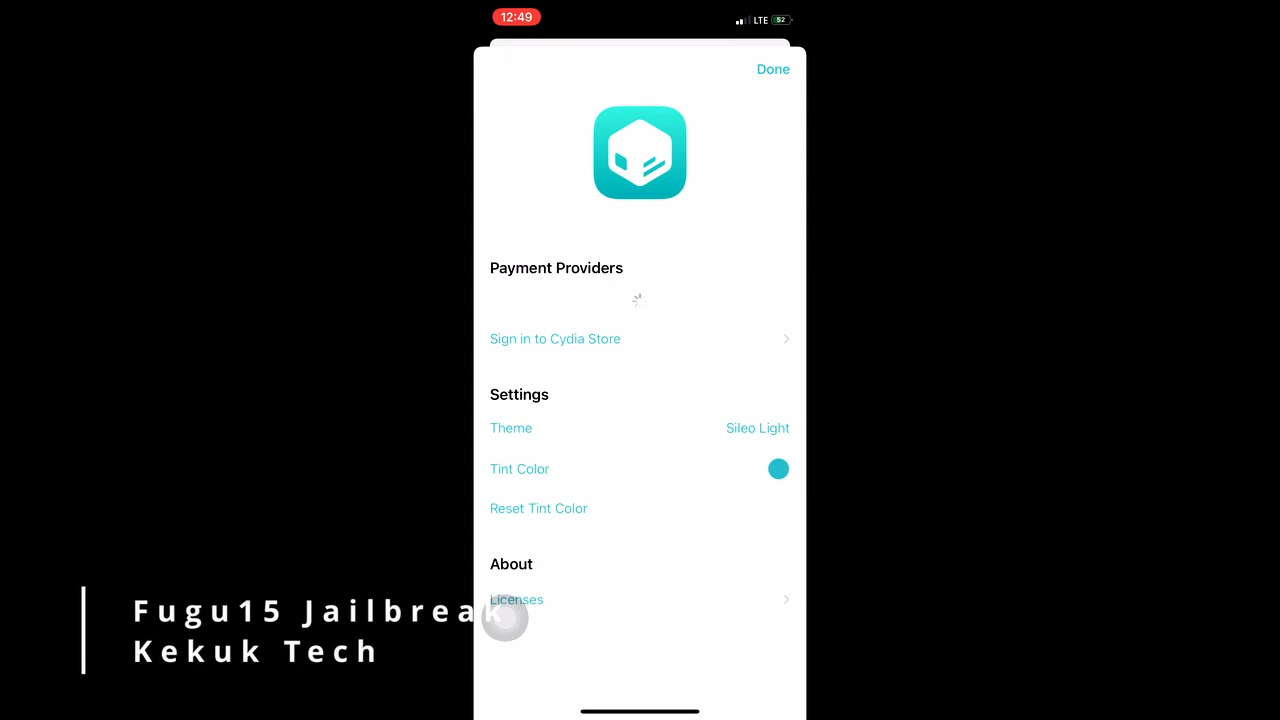 12:49
LTE 52
Done
Payment Providers
Sign in to Cydia Store
Settings
Theme Sileo Light
Tint Color
Reset Tint Color
About
Licenses
Fugu15 Jailbreak
Kekuk Tech